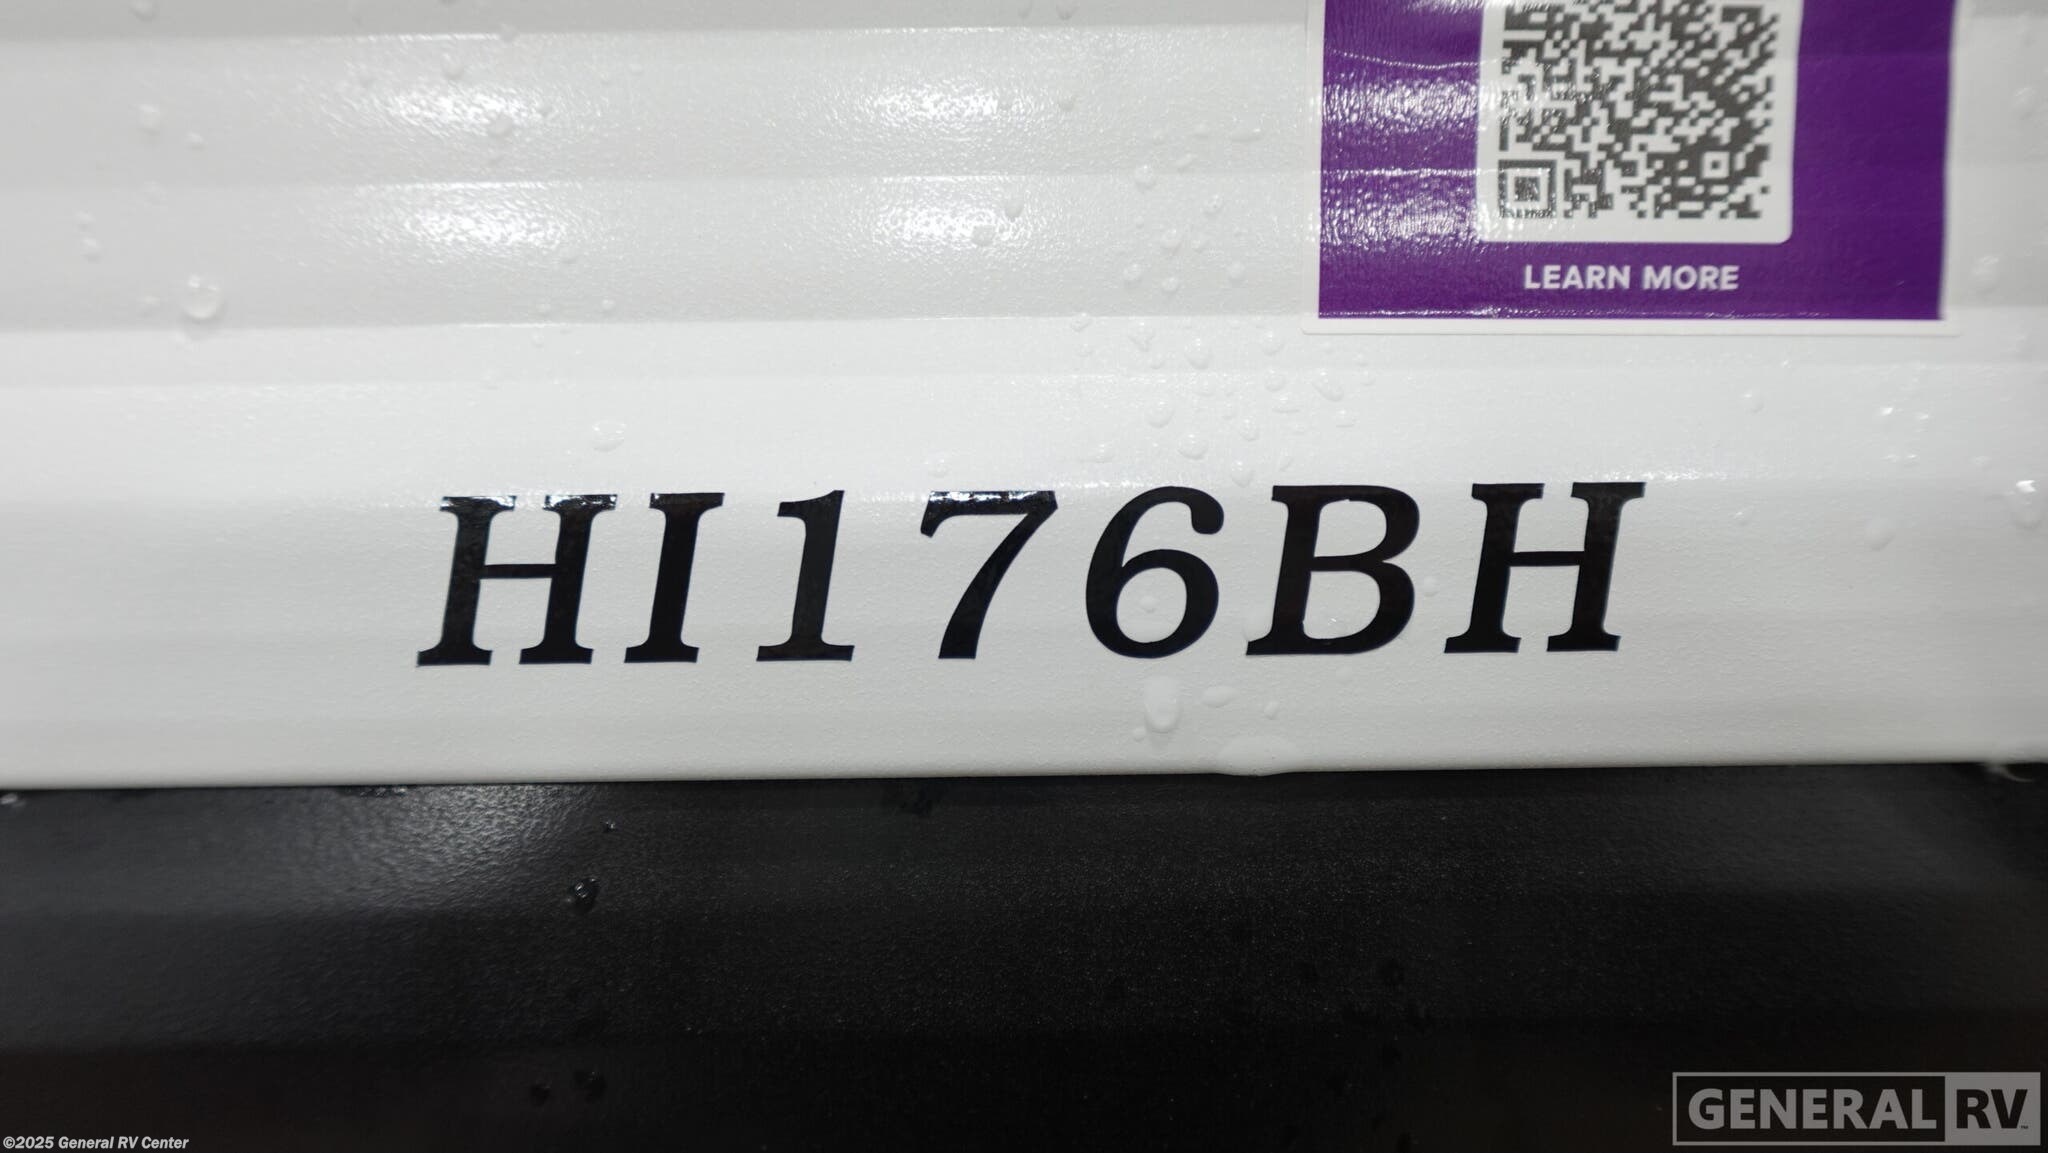 LEARN MORE
HI176BH
GENERAL RV
©2025 General RV Center